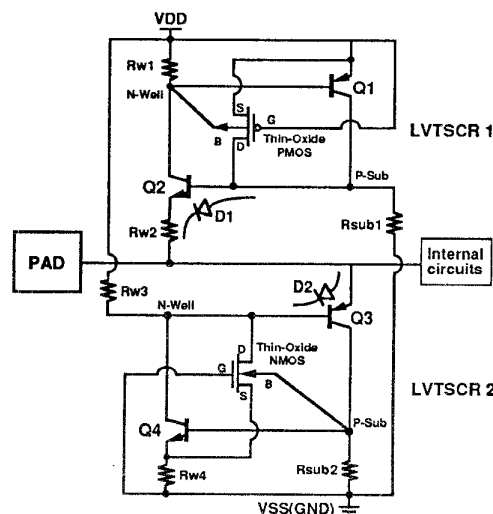 VDD
Rw1
N-Well
Q1
S
G
B
Thin-Oxide
PMOS
D
LVTSCR 1
P-Sub
Q2
D1
Rsub1
Rw2
PAD
Internal
circuits
D2
Rw3
N-Well
Q3
D
Thin-Oxide
NMOS
G
B
S
LVTSCR 2
P-Sub
Q4
Rw4
Rsub2
VSS(GND)